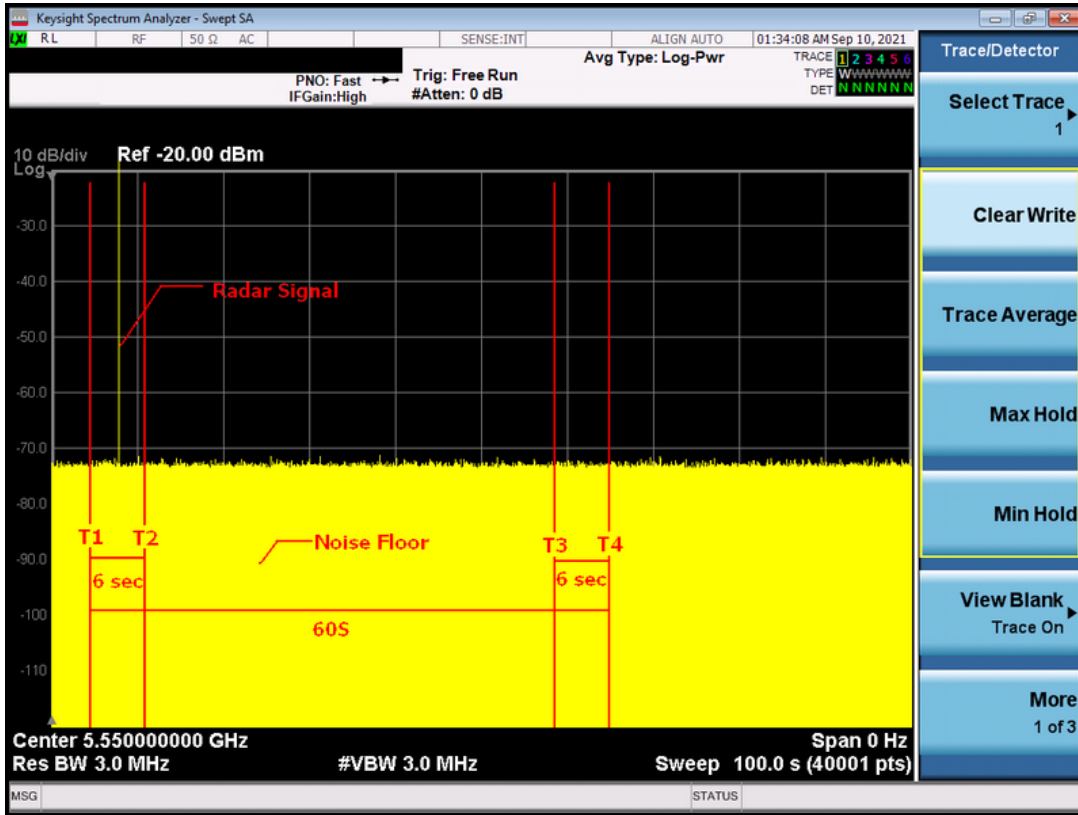 Keysight Spectrum Analyzer - Swept SA
LXI RL RF 50 Ω AC SENSE:INT ALIGN AUTO 01:34:08 AM Sep 10, 2021
Avg Type: Log-Pwr
TRACE 1 2 3 4 5 6
TYPE WWWWWWW
DET N N N N N N
PNO: Fast
IFGain:High
Trig: Free Run
#Atten: 0 dB
10 dB/div Ref -20.00 dBm
Log
-30.0
-40.0
-50.0
-60.0
-70.0
-80.0
-90.0
-100
-110
Radar Signal
T1 T2 Noise Floor T3 T4
6 sec 6 sec
60S
Center 5.550000000 GHz Span 0 Hz
Res BW 3.0 MHz #VBW 3.0 MHz Sweep 100.0 s (40001 pts)
MSG STATUS
Trace/Detector
Select Trace
1
Clear Write
Trace Average
Max Hold
Min Hold
View Blank
Trace On
More
1 of 3